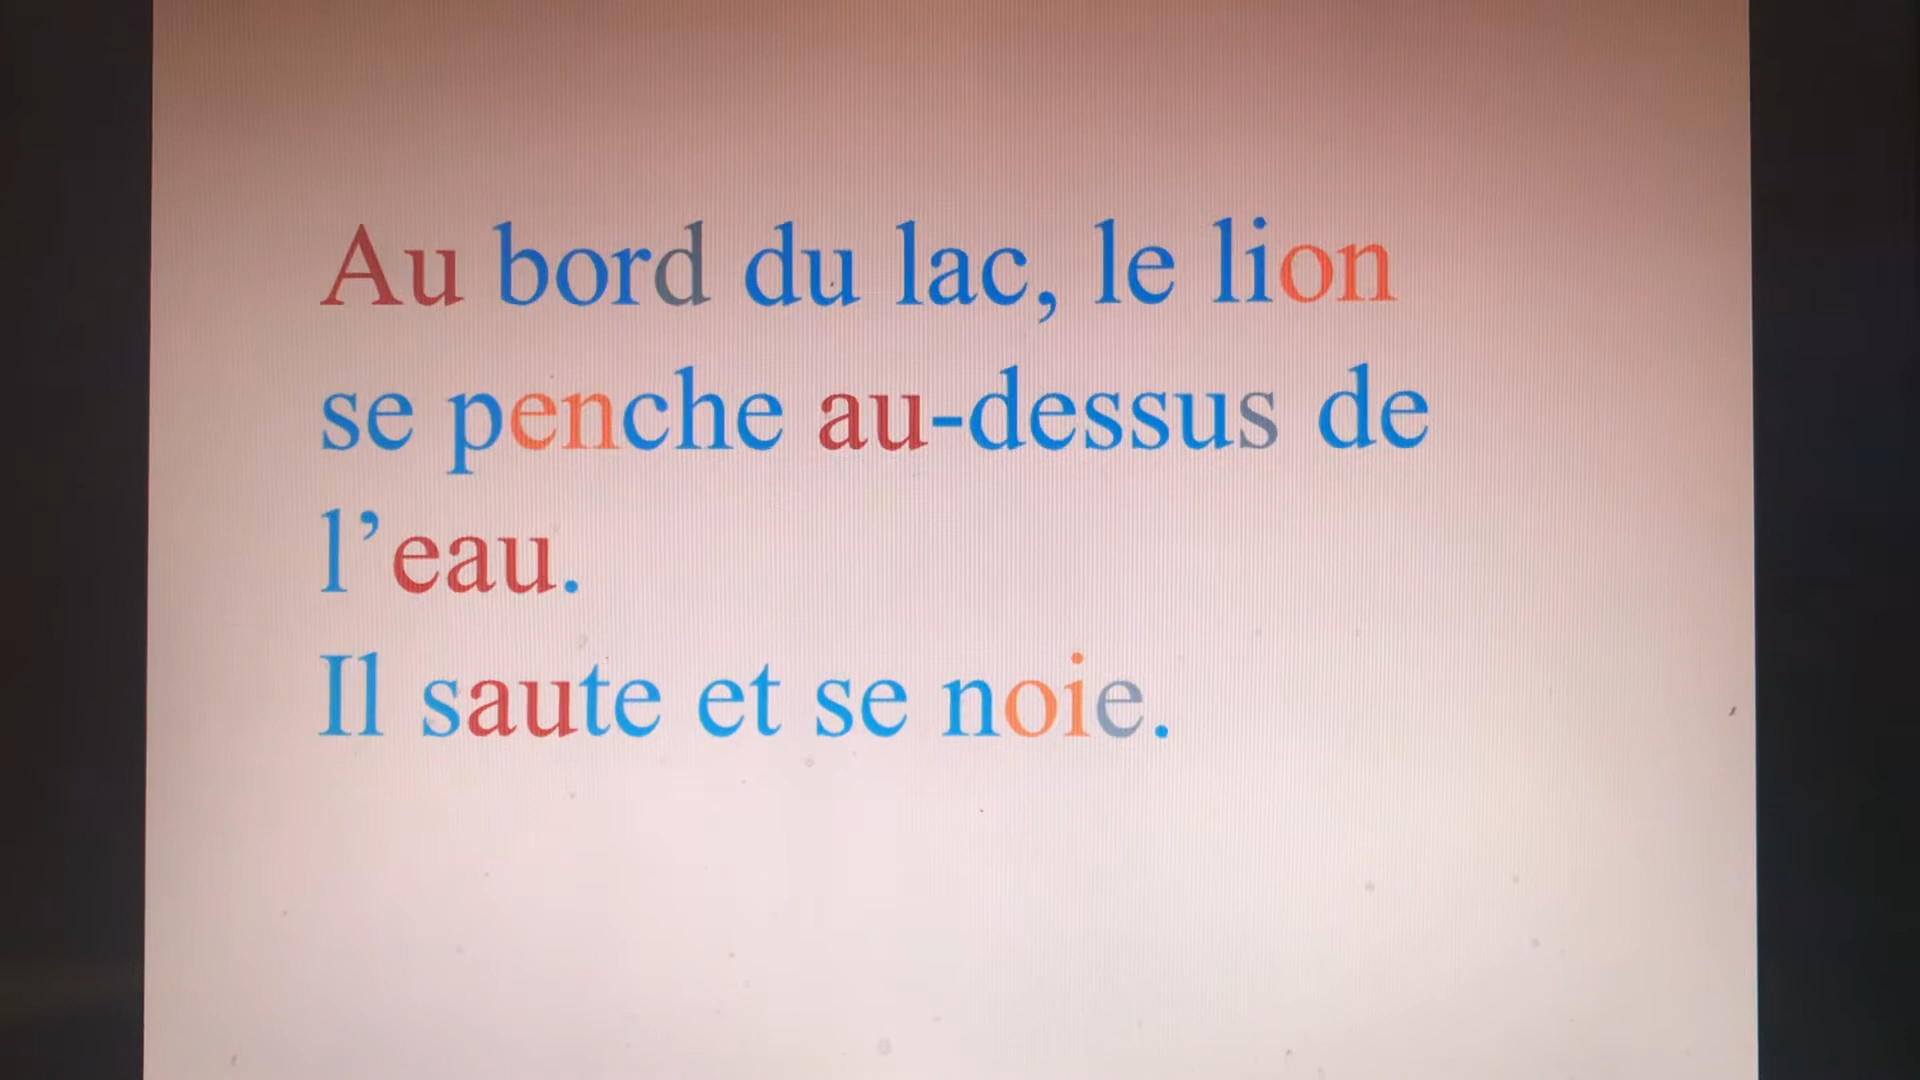 Au bord du lac, le lion
se penche au-dessus de
l’eau.
Il saute et se noie.